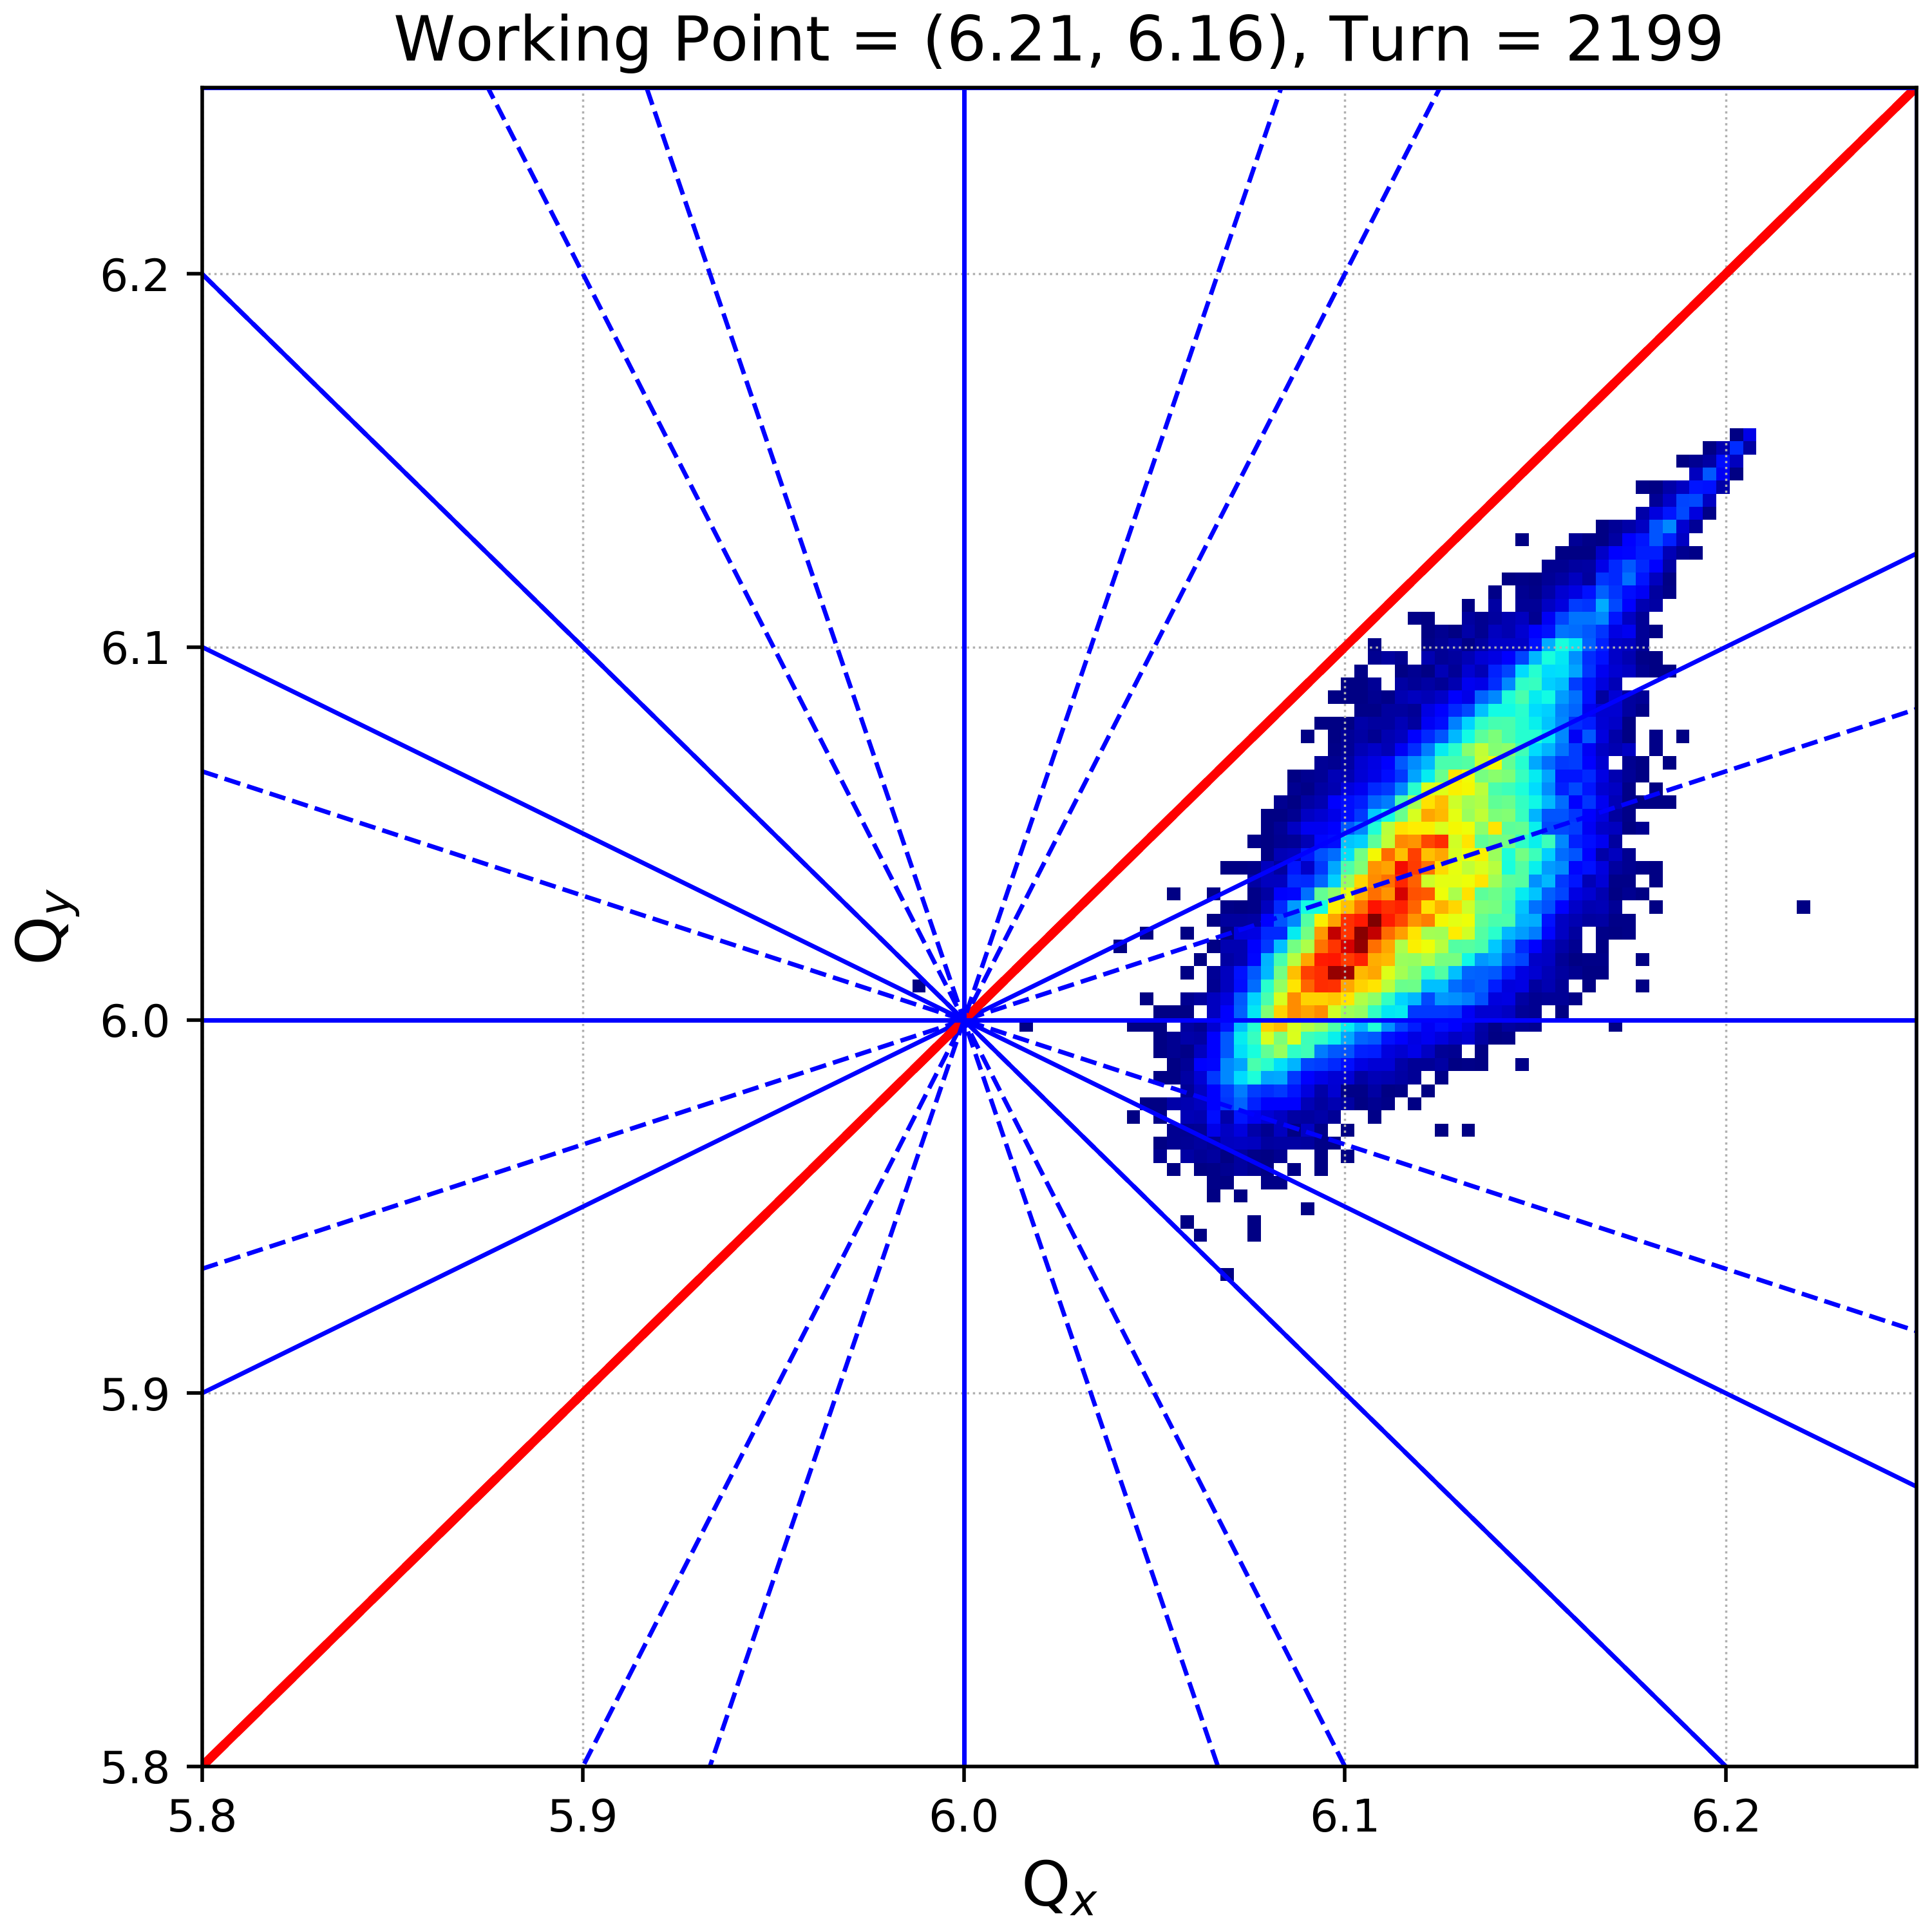 Working Point = (6.21, 6.16), Turn = 2199
6.2
6.1
6.0
5.9
5.8
Qy
5.8 5.9 6.0 6.1 6.2
Qx